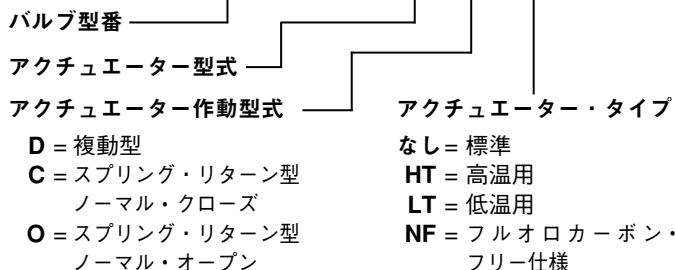 バルブ型番
アクチュエーター型式
アクチュエーター作動型式
D = 複動型
C = スプリング・リターン型
ノーマル・クローズ
O = スプリング・リターン型
ノーマル・オープン
アクチュエーター・タイプ
なし = 標準
HT = 高温用
LT = 低温用
NF = フルオロカーボン・
フリー仕様